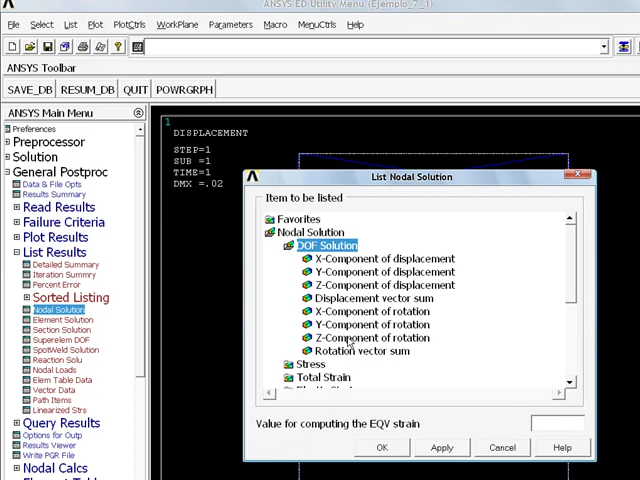 ANSYS ED Utility Menu (Ejemplo_7_1)
File Select List Plot PlotCtrls WorkPlane Parameters Macro MenuCtrls Help
ANSYS Toolbar
SAVE_DB RESUM_DB QUIT POWRGRPH
ANSYS Main Menu
Preferences
Preprocessor
Solution
General Postproc
Data & File Opts
Results Summary
Read Results
Failure Criteria
Plot Results
List Results
Detailed Summary
Iteration Summry
Percent Error
Sorted Listing
Nodal Solution
Element Solution
Section Solution
Superelem DOF
SpotWeld Solution
Reaction Solu
Nodal Loads
Elem Table Data
Vector Data
Path Items
Linearized Strs
Query Results
Options for Outp
Results Viewer
Write PGR File
Nodal Calcs
1
DISPLACEMENT
STEP=1
SUB =1
TIME=1
DMX =.02
List Nodal Solution
Item to be listed
Favorites
Nodal Solution
DOF Solution
X-Component of displacement
Y-Component of displacement
Z-Component of displacement
Displacement vector sum
X-Component of rotation
Y-Component of rotation
Z-Component of rotation
Rotation vector sum
Stress
Total Strain
Value for computing the EQV strain
OK Apply Cancel Help